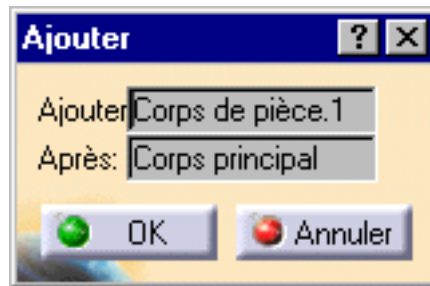 Ajouter ? X
Ajouter Corps de pièce.1
Après: Corps principal
OK Annuler